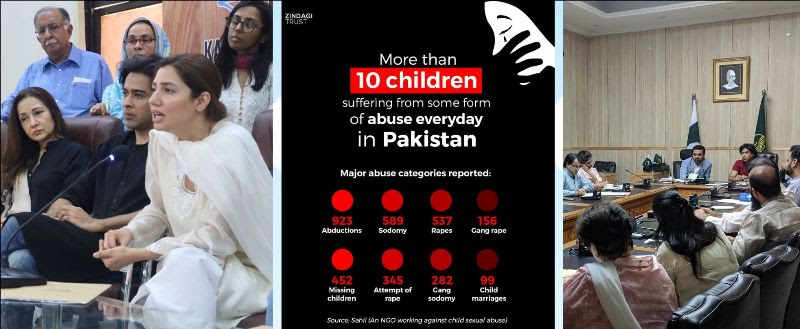 KA
ZINDAGI
TRUST
More than
10 children
suffering from some form
of abuse everyday
in Pakistan
Major abuse categories reported:
923
Abductions
589
Sodomy
537
Rapes
156
Gang rape
452
Missing
children
345
Attempt of
rape
282
Gang
sodomy
99
Child
marriages
Source: Sahil (An NGO working against child sexual abuse)